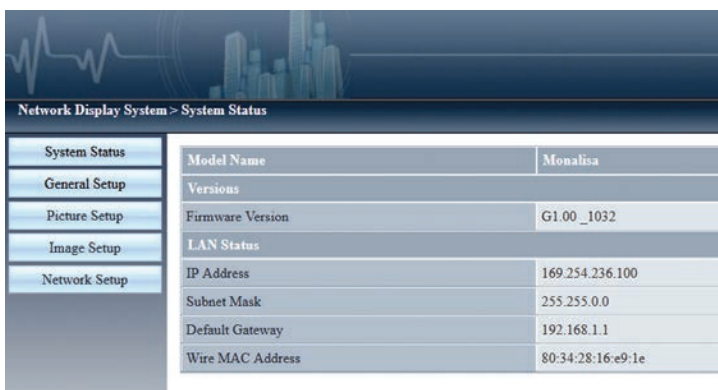 Network Display System > System Status
System Status
General Setup
Picture Setup
Image Setup
Network Setup
Model Name Monalisa
Versions
Firmware Version G1.00 _1032
LAN Status
IP Address 169.254.236.100
Subnet Mask 255.255.0.0
Default Gateway 192.168.1.1
Wire MAC Address 80:34:28:16:e9:1e